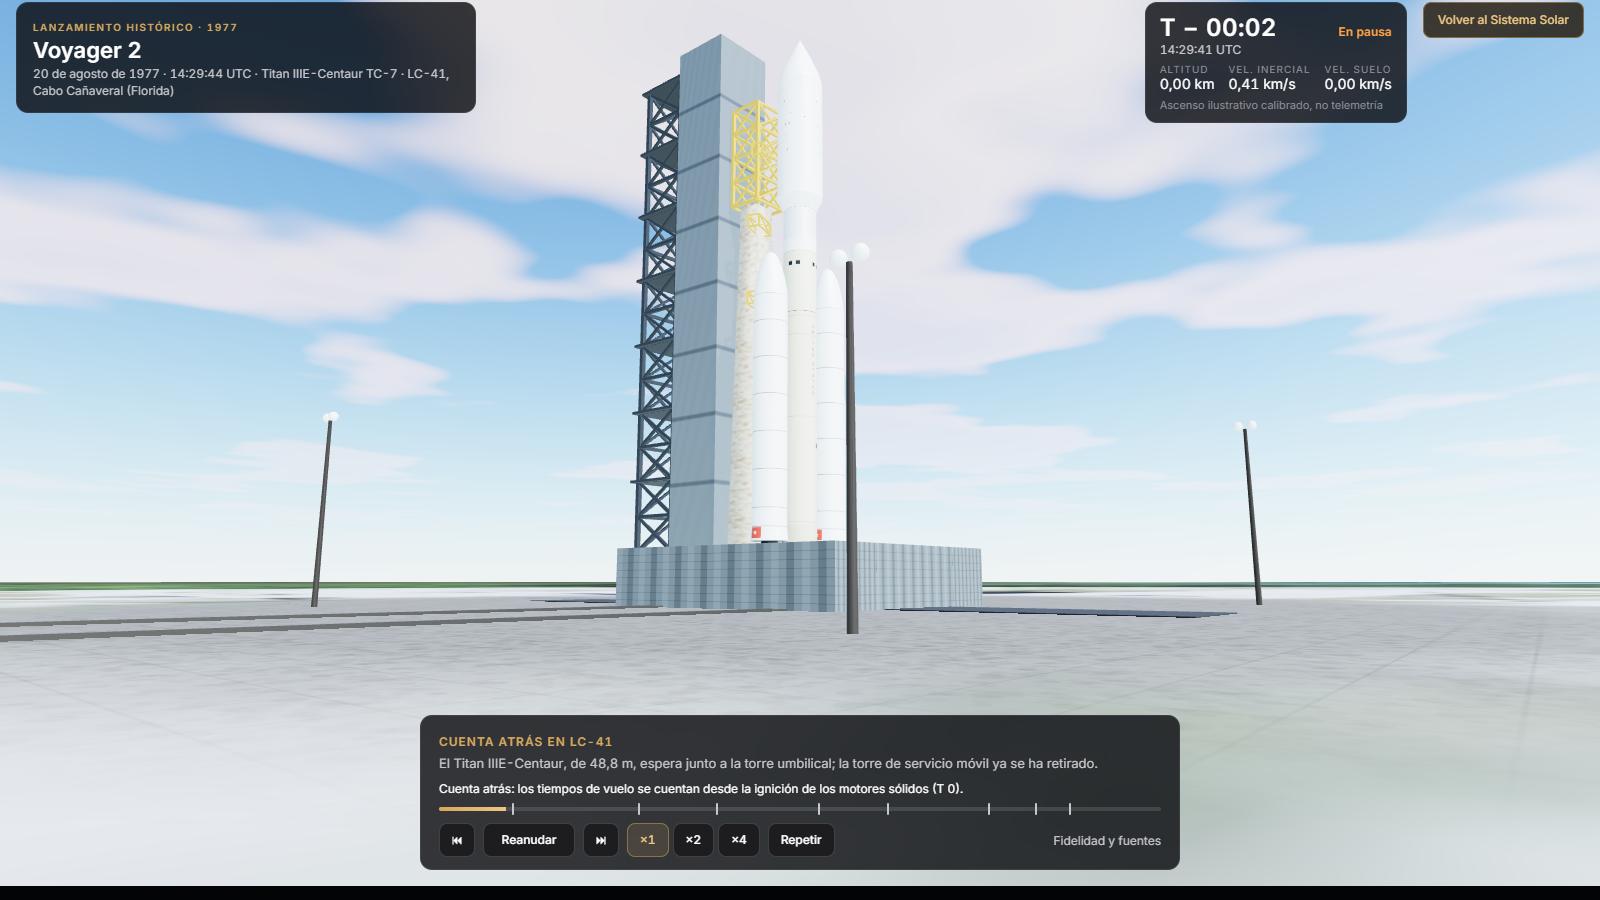 LANZAMIENTO HISTÓRICO · 1977
Voyager 2
20 de agosto de 1977 · 14:29:44 UTC · Titan IIIE-Centaur TC-7 · LC-41,
Cabo Cañaveral (Florida)
T – 00:02
En pausa
14:29:41 UTC
ALTITUD VEL. INERCIAL VEL. SUELO
0,00 km 0,41 km/s 0,00 km/s
Ascenso ilustrativo calibrado, no telemetría
Volver al Sistema Solar
CUENTA ATRÁS EN LC-41
El Titan IIIE-Centaur, de 48,8 m, espera junto a la torre umbilical; la torre de servicio móvil ya se ha retirado.
Cuenta atrás: los tiempos de vuelo se cuentan desde la ignición de los motores sólidos (T 0).
Reanudar ×1 ×2 ×4 Repetir Fidelidad y fuentes